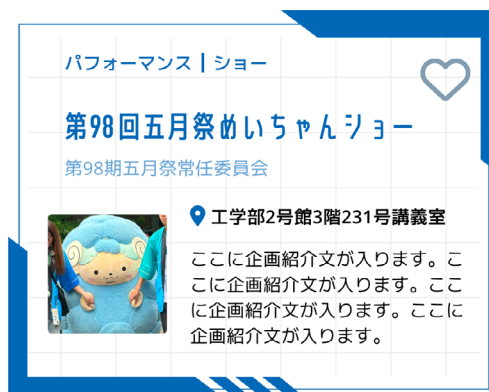 パフォーマンス┃ショー
第98回五月祭めいちゃんショー
第98期五月祭常任委員会
工学部2号館3階231号講義室
ここに企画紹介文が入ります。こ
こに企画紹介文が入ります。ここ
に企画紹介文が入ります。ここに
企画紹介文が入ります。